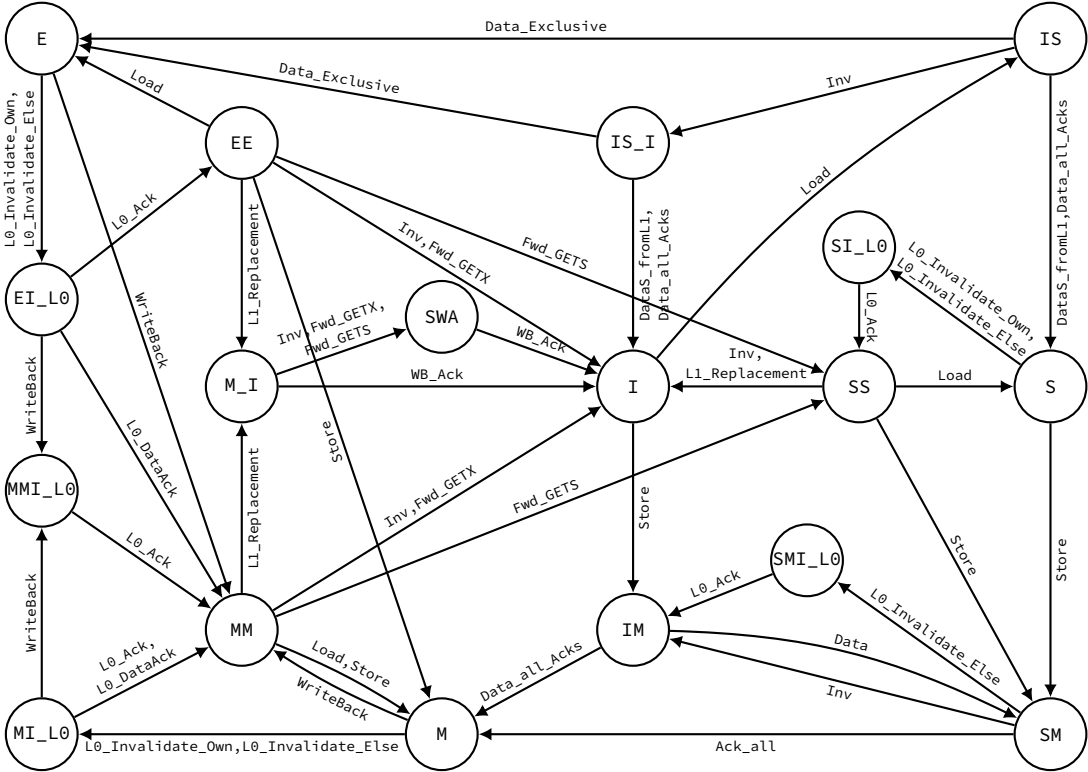 Data_Exclusive
E
IS
Load
Data_Exclusive
Inv
L0_Invalidate_Own,
L0_Invalidate_Else
EE
IS_I
DataS_fromL1,Data_all_Acks
L0_Ack
Load
L1_Replacement
Inv,Fwd_GETX
Fwd_GETS
DataS_fromL1,
Data_all_Acks
SI_L0
L0_Invalidate_Own,
L0_Invalidate_Else
EI_L0
WriteBack
Inv,Fwd_GETX,
Fwd_GETS
SWA
WB_Ack
L0_Ack
WriteBack
M_I
WB_Ack
I
Inv,
L1_Replacement
SS
Load
S
L0_DataAck
Store
MMI_L0
L1_Replacement
Inv,Fwd_GETX
Fwd_GETS
Store
L0_Ack
Store
Store
SMI_L0
WriteBack
L0_Ack
L0_Invalidate_Else
MM
IM
L0_Ack,
L0_DataAck
Load,Store
WriteBack
Data_all_Acks
Data
Inv
MI_L0
L0_Invalidate_Own,L0_Invalidate_Else
M
Ack_all
SM